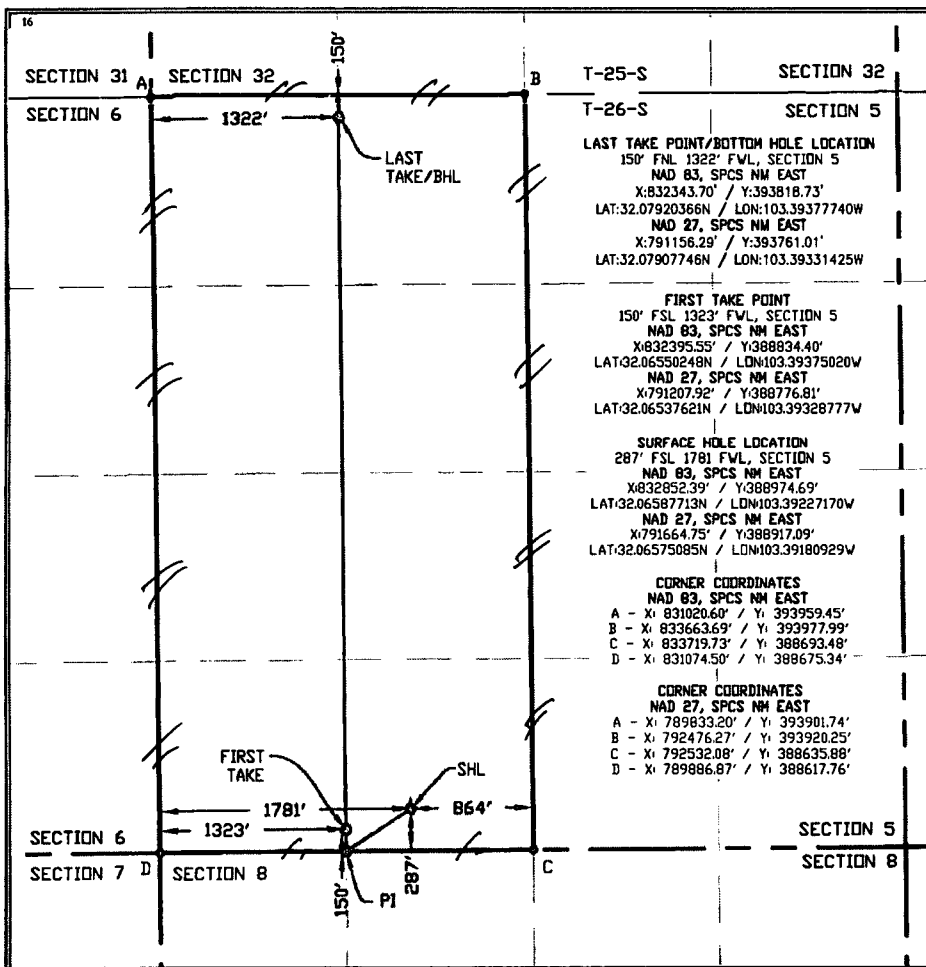 16
150'
SECTION 31
A
SECTION 32
B
T-25-S
SECTION 32
SECTION 6
T-26-S
SECTION 5
1322'
LAST
TAKE/BHL
LAST TAKE POINT/BOTTOM HOLE LOCATION
150' FNL 1322' FWL, SECTION 5
NAD 83, SPCS NM EAST
X:832343.70' / Y:393818.73'
LAT:32.07920366N / LON:103.39377740W
NAD 27, SPCS NM EAST
X:791156.29' / Y:393761.01'
LAT:32.07907746N / LON:103.39331425W
FIRST TAKE POINT
150' FSL 1323' FWL, SECTION 5
NAD 83, SPCS NM EAST
X:832395.55' / Y:388834.40'
LAT:32.06550248N / LON:103.39375020W
NAD 27, SPCS NM EAST
X:791207.92' / Y:388776.81'
LAT:32.06537621N / LON:103.39328777W
SURFACE HOLE LOCATION
287' FSL 1781 FWL, SECTION 5
NAD 83, SPCS NM EAST
X:832852.39' / Y:388974.69'
LAT:32.06587713N / LON:103.39227170W
NAD 27, SPCS NM EAST
X:791664.75' / Y:388917.09'
LAT:32.06575085N / LON:103.39180929W
CORNER COORDINATES
NAD 83, SPCS NM EAST
A - X: 831020.60' / Y: 393959.45'
B - X: 833663.69' / Y: 393977.99'
C - X: 833719.73' / Y: 388693.48'
D - X: 831074.50' / Y: 388675.34'
CORNER COORDINATES
NAD 27, SPCS NM EAST
A - X: 789833.20' / Y: 393901.74'
B - X: 792476.27' / Y: 393920.25'
C - X: 792532.08' / Y: 388635.88'
D - X: 789886.87' / Y: 388617.76'
FIRST
TAKE
SHL
1781'
864'
1323'
SECTION 6
SECTION 5
SECTION 7
D
SECTION 8
150'
PI
287'
C
SECTION 8